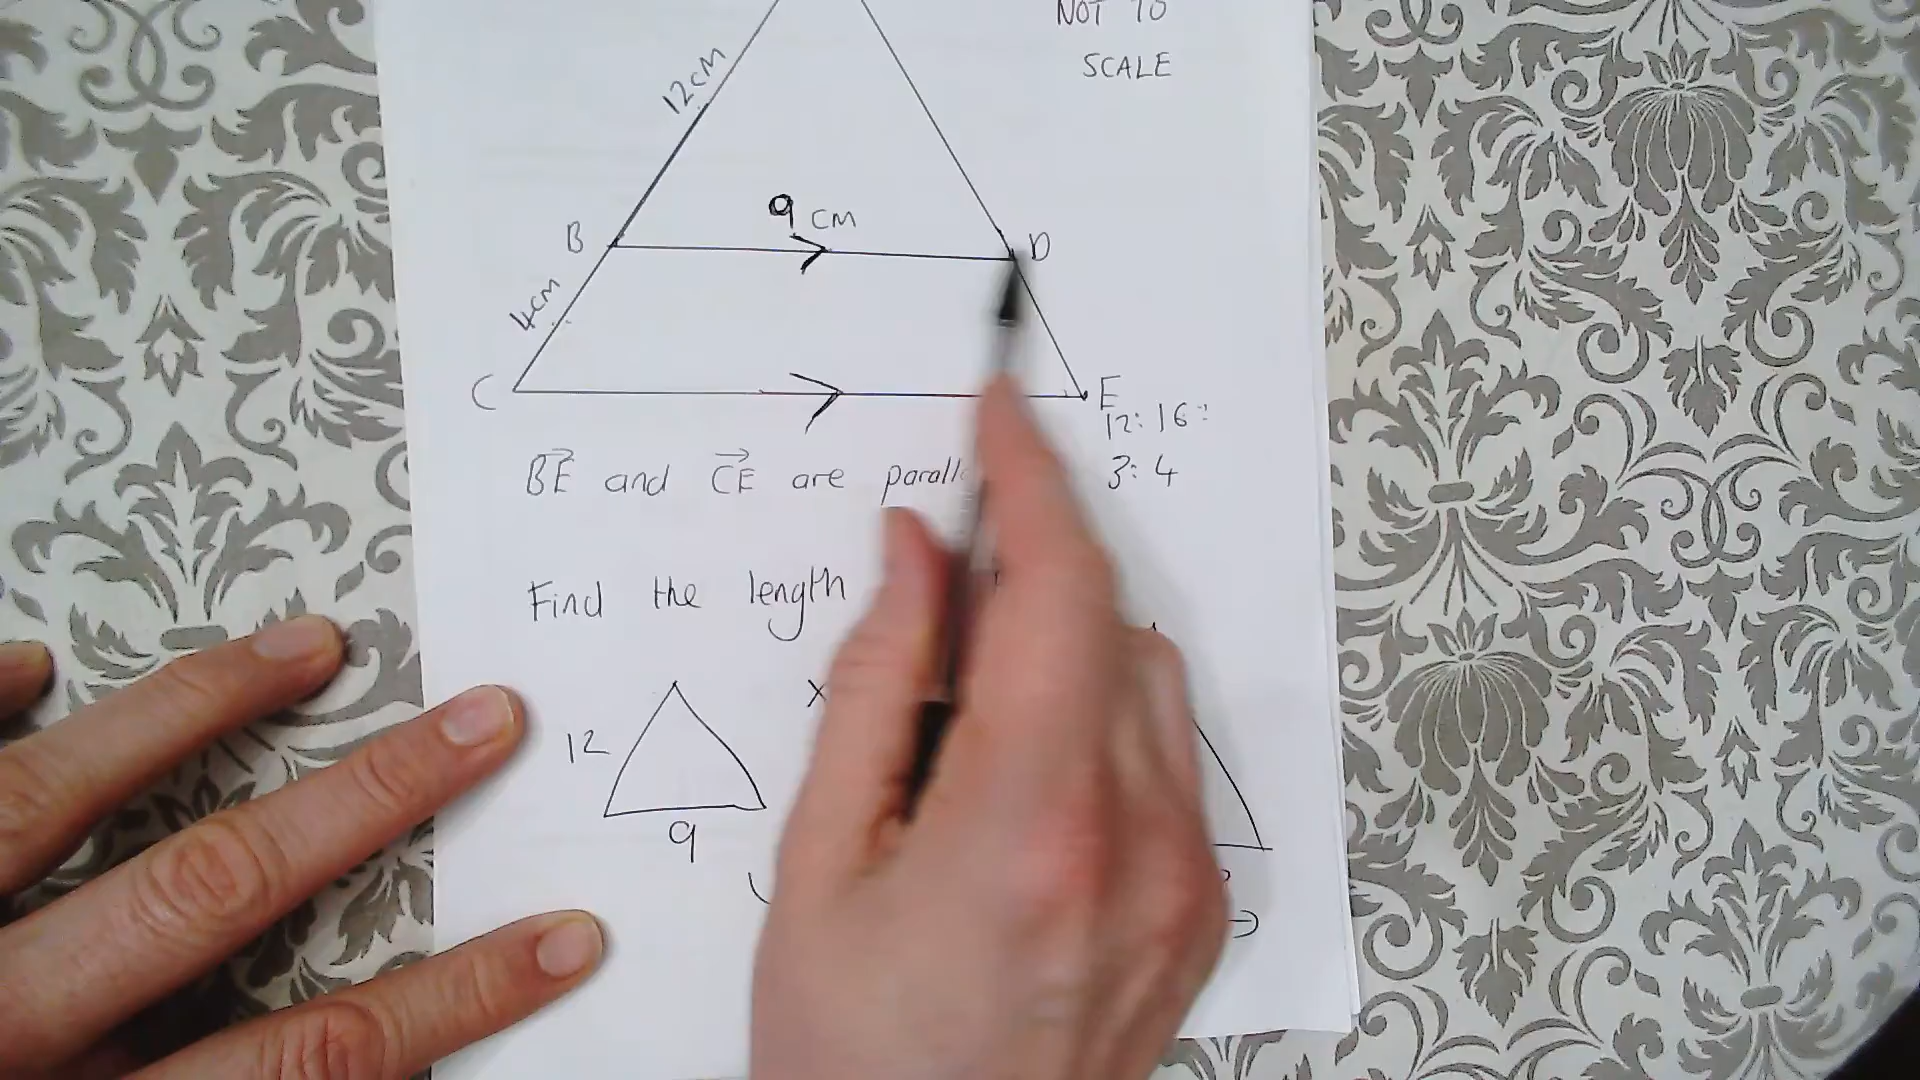 NOT TO
SCALE
12cm
9 cm
B
D
4cm
C
E
12:16
BE and CE are
3:4
Find the length
12
x
9